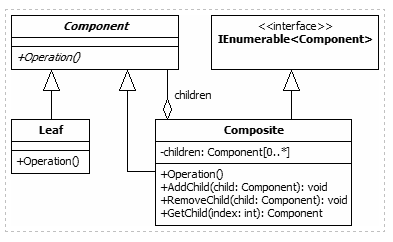 Component
+Operation()
<<interface>>
IEnumerable<Component>
children
Leaf
+Operation()
Composite
-children: Component[0..*]
+Operation()
+AddChild(child: Component): void
+RemoveChild(child: Component): void
+GetChild(index: int): Component